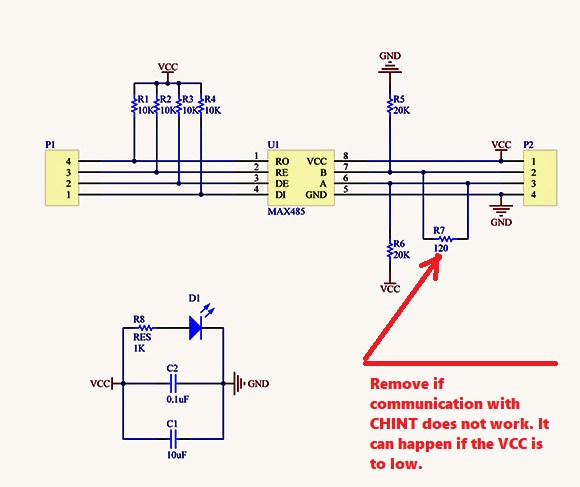 GND
VCC
R1 R2 R3 R4
10K 10K 10K 10K
R5
20K
P1
U1
VCC
P2
4 1 RO VCC 8 1
3 2 RE B 7 2
2 3 DE A 6 3
1 4 DI GND 5 4
MAX485
GND
R7
120
R6
20K
VCC
D1
R8
RES
1K
C2
VCC
GND
0.1uF
C1
10uF
Remove if
communication with
CHINT does not work. It
can happen if the VCC is
to low.